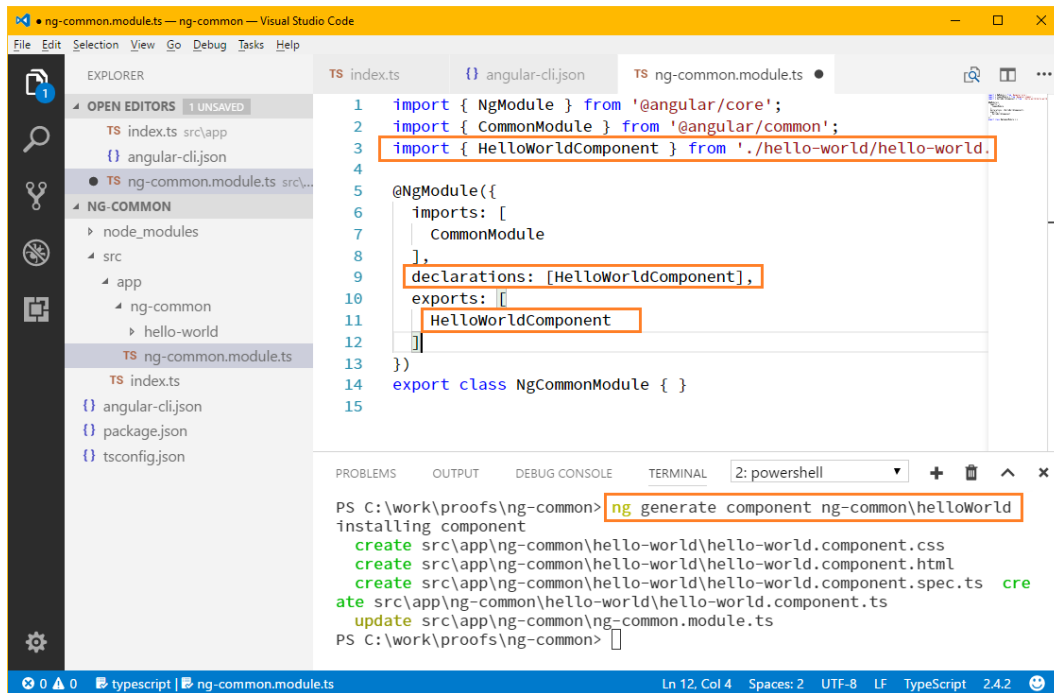 ● ng-common.module.ts — ng-common — Visual Studio Code
File Edit Selection View Go Debug Tasks Help
EXPLORER
OPEN EDITORS 1 UNSAVED
TS index.ts src\app
{} angular-cli.json
● TS ng-common.module.ts src\...
NG-COMMON
node_modules
src
app
ng-common
hello-world
TS ng-common.module.ts
TS index.ts
{} angular-cli.json
{} package.json
{} tsconfig.json
1
TS index.ts {} angular-cli.json TS ng-common.module.ts ●
1 import { NgModule } from '@angular/core';
2 import { CommonModule } from '@angular/common';
3 import { HelloWorldComponent } from './hello-world/hello-world.
4
5 @NgModule({
6 imports: [
7 CommonModule
8 ],
9 declarations: [HelloWorldComponent],
10 exports: [
11 HelloWorldComponent
12 ]
13 })
14 export class NgCommonModule { }
15
PROBLEMS OUTPUT DEBUG CONSOLE TERMINAL 2: powershell
PS C:\work\proofs\ng-common> ng generate component ng-common\helloWorld
installing component
create src\app\ng-common\hello-world\hello-world.component.css
create src\app\ng-common\hello-world\hello-world.component.html
create src\app\ng-common\hello-world\hello-world.component.spec.ts cre
ate src\app\ng-common\hello-world\hello-world.component.ts
update src\app\ng-common\ng-common.module.ts
PS C:\work\proofs\ng-common>
0 0 typescript | ng-common.module.ts Ln 12, Col 4 Spaces: 2 UTF-8 LF TypeScript 2.4.2